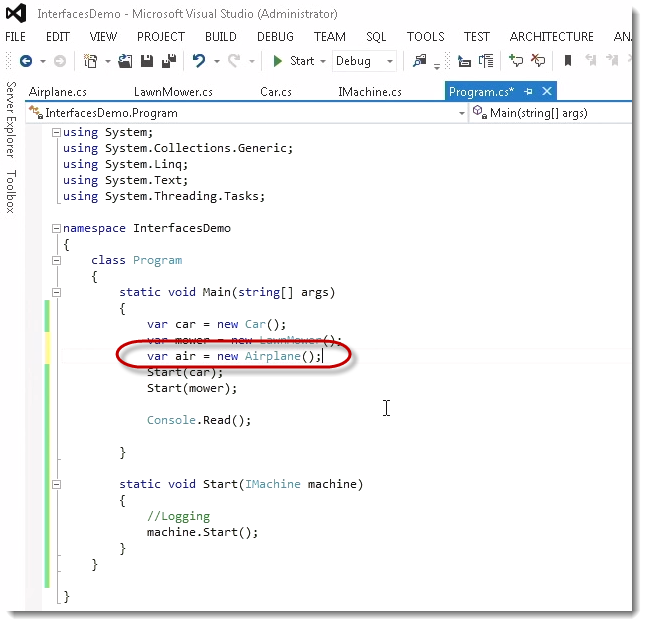 InterfacesDemo - Microsoft Visual Studio (Administrator)
FILE EDIT VIEW PROJECT BUILD DEBUG TEAM SQL TOOLS TEST ARCHITECTURE ANA
Start Debug
Server Explorer
Toolbox
Airplane.cs LawnMower.cs Car.cs IMachine.cs Program.cs*
InterfacesDemo.Program Main(string[] args)
using System;
using System.Collections.Generic;
using System.Linq;
using System.Text;
using System.Threading.Tasks;
namespace InterfacesDemo
{
class Program
{
static void Main(string[] args)
{
var car = new Car();
var mower = new LawnMower();
var air = new Airplane();
Start(car);
Start(mower);
Console.Read();
}
static void Start(IMachine machine)
{
//Logging
machine.Start();
}
}
}